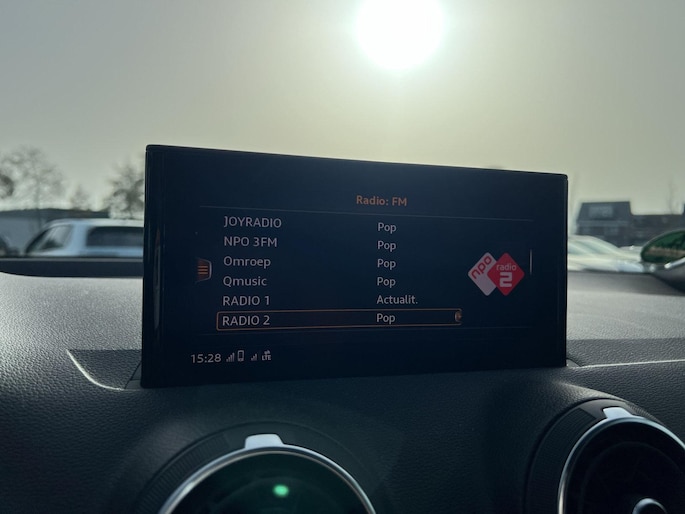 Radio: FM
JOYRADIO Pop
NPO 3FM Pop
Omroep Pop
Qmusic Pop
RADIO 1 Actualit.
RADIO 2 Pop
npo radio 2
15:28 LTE